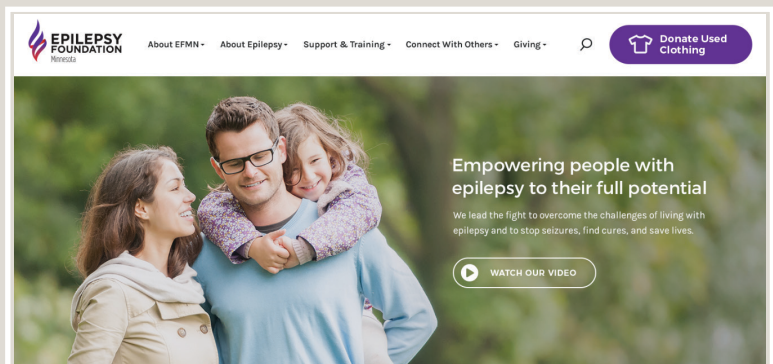 EPILEPSY
FOUNDATION
Minnesota
About EFMN
About Epilepsy
Support & Training
Connect With Others
Giving
Donate Used
Clothing
Empowering people with
epilepsy to their full potential
We lead the fight to overcome the challenges of living with
epilepsy and to stop seizures, find cures, and save lives.
WATCH OUR VIDEO